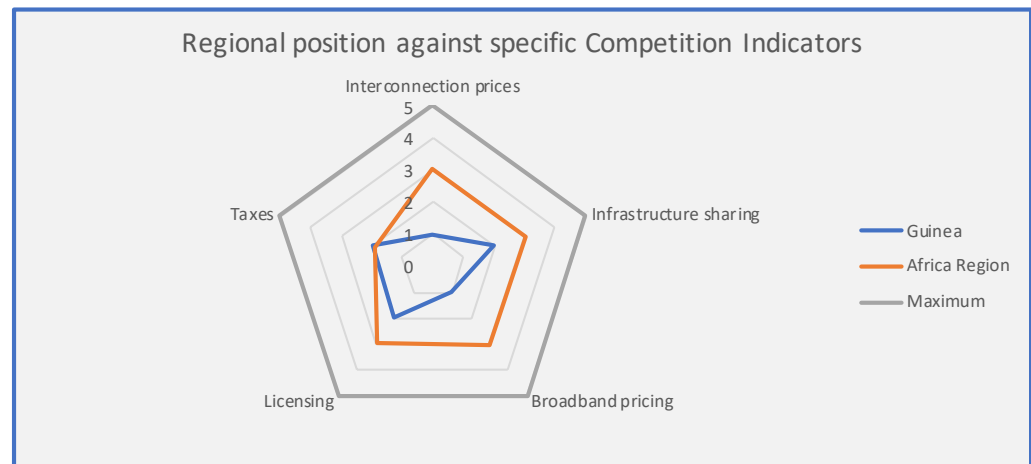 Regional position against specific Competition Indicators
Interconnection prices
5
4
3
2
1
0
Taxes
Infrastructure sharing
Licensing
Broadband pricing
Guinea
Africa Region
Maximum